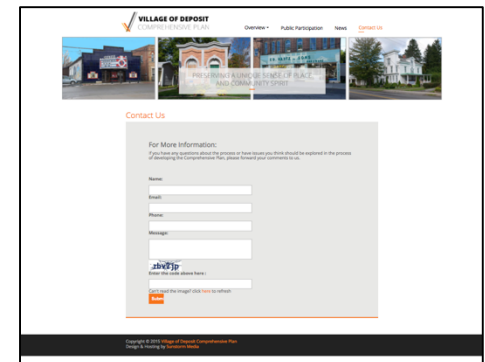 VILLAGE OF DEPOSIT
COMPREHENSIVE PLAN
Overview Public Participation News Contact Us
PRESERVING A UNIQUE SENSE OF PLACE
AND COMMUNITY SPIRIT
Contact Us
For More Information:
If you have any questions about the process or have issues you think should be explored in the process
of developing the Comprehensive Plan, please forward your comments to us.
Name:
Email:
Phone:
Message:
Enter the code above here :
Can't read the image? click here to refresh
Submit
Copyright © 2015 Village of Deposit Comprehensive Plan
Design & Hosting by Sunstorm Media